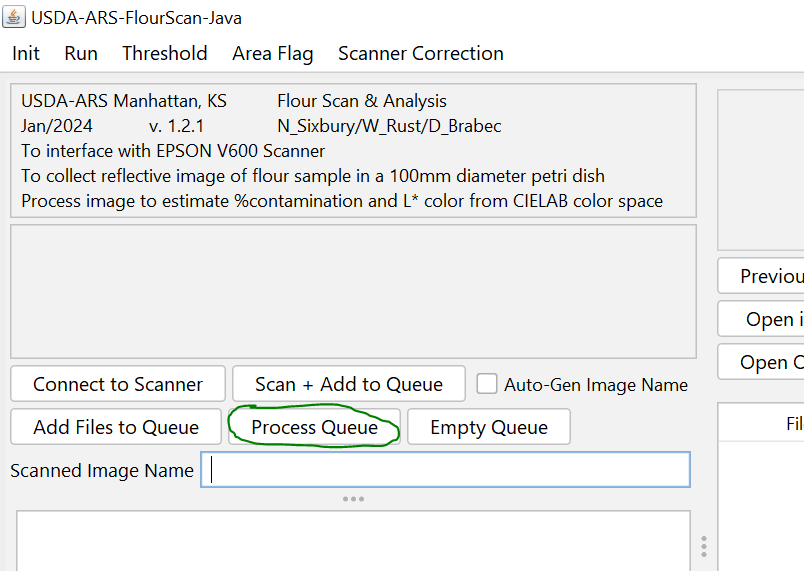 USDA-ARS-FlourScan-Java
Init Run Threshold Area Flag Scanner Correction
USDA-ARS Manhattan, KS Flour Scan & Analysis
Jan/2024 v. 1.2.1 N_Sixbury/W_Rust/D_Brabec
To interface with EPSON V600 Scanner
To collect reflective image of flour sample in a 100mm diameter petri dish
Process image to estimate %contamination and L* color from CIELAB color space
Previou
Open i
Connect to Scanner Scan + Add to Queue Auto-Gen Image Name
Open C
Add Files to Queue Process Queue Empty Queue
Fil
Scanned Image Name